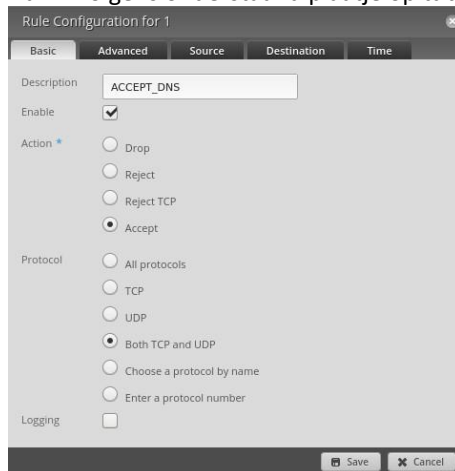 Rule Configuration for 1
Basic Advanced Source Destination Time
Description ACCEPT_DNS
Enable
Action *
Drop
Reject
Reject TCP
Accept
Protocol
All protocols
TCP
UDP
Both TCP and UDP
Choose a protocol by name
Enter a protocol number
Logging
Save Cancel